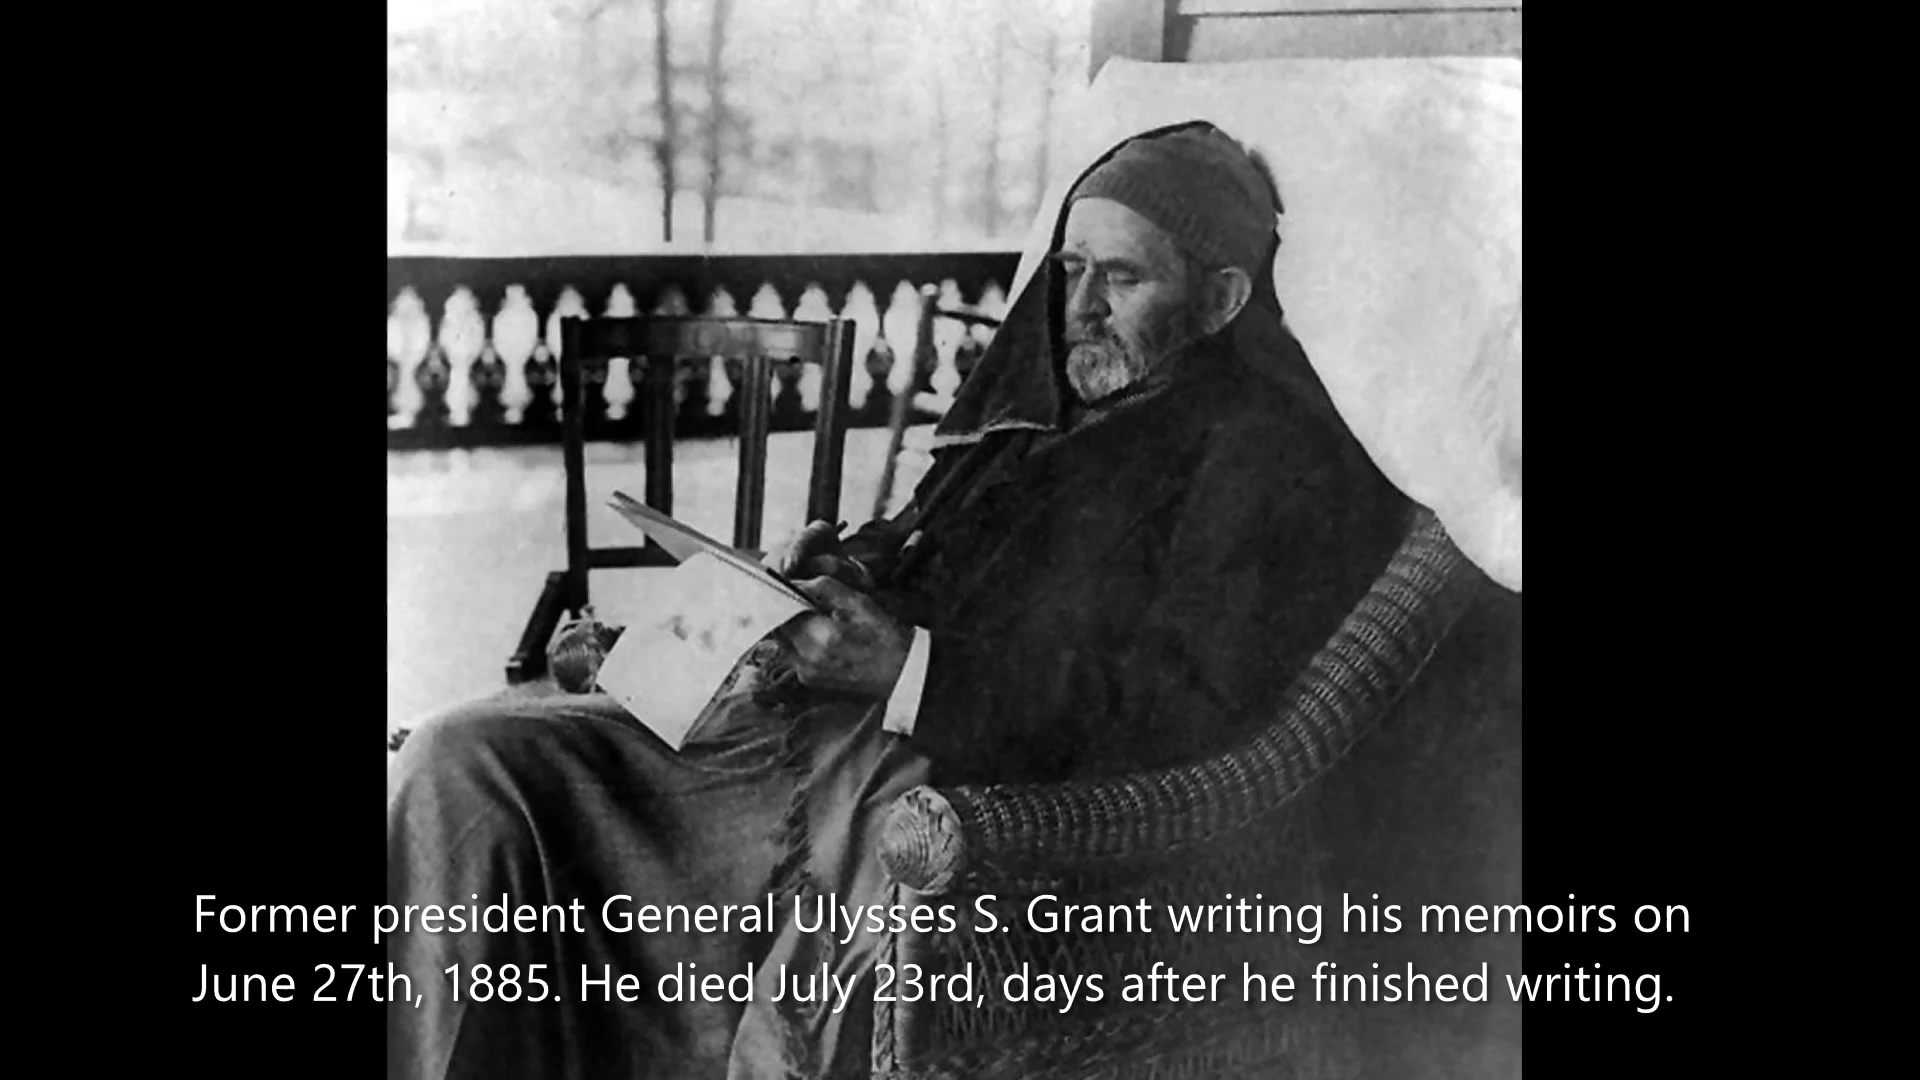 Former president General Ulysses S. Grant writing his memoirs on
June 27th, 1885. He died July 23rd, days after he finished writing.